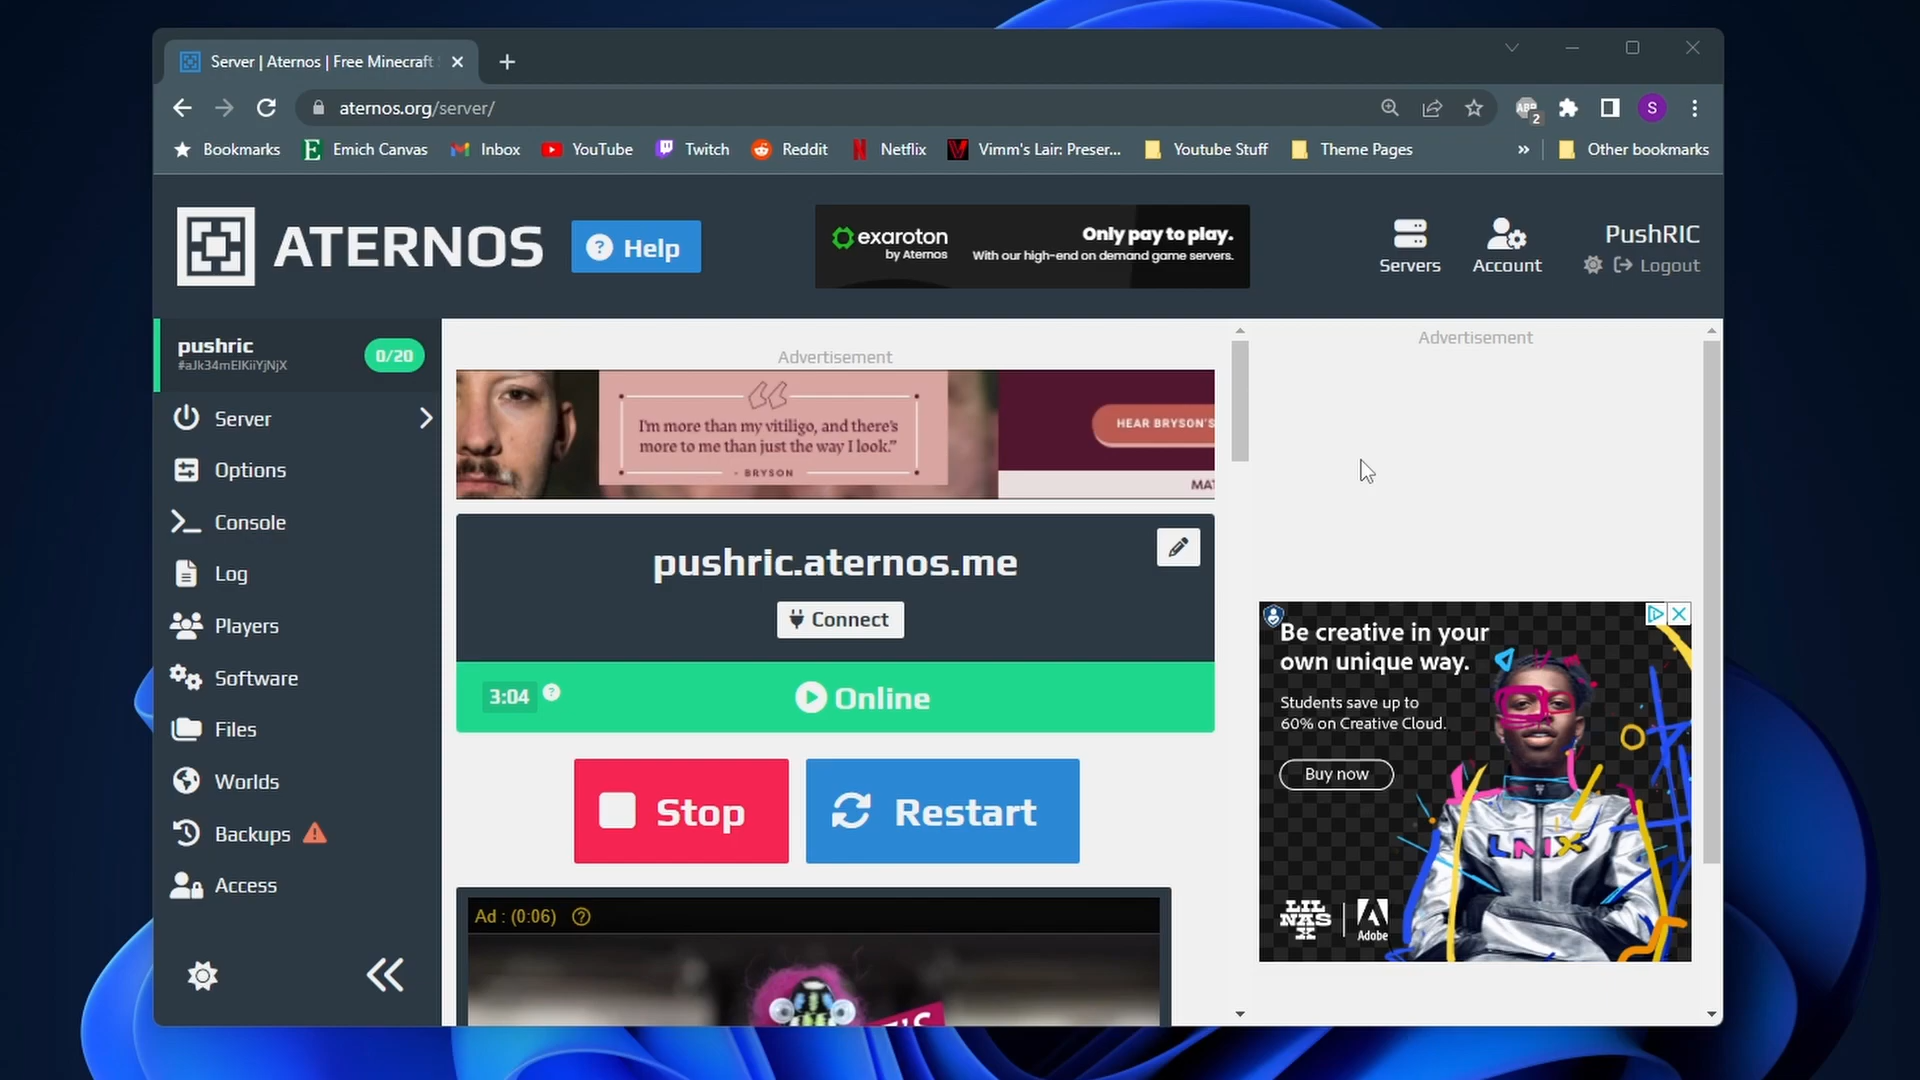 Server | Aternos | Free Minecraft
aternos.org/server/
2
S
Bookmarks
Emich Canvas
Inbox
YouTube
Twitch
Reddit
Netflix
Vimm's Lair: Preser...
Youtube Stuff
Theme Pages
Other bookmarks
ATERNOS
Help
exaroton
by Aternos
Only pay to play.
With our high-end on demand game servers.
Servers
Account
PushRIC
Logout
pushric
0/20
Server
Options
Console
Log
Players
Software
Files
Worlds
Backups
Access
Advertisement
I'm more than my vitiligo, and there's
more to me than just the way I look.”
- BRYSON
HEAR BRYSON'S
MAT
pushric.aternos.me
Connect
3:04
Online
Stop
Restart
Ad : (0:06)
Advertisement
Be creative in your
own unique way.
Students save up to
60% on Creative Cloud.
Buy now
LNX
LIL
NAS
X
Adobe